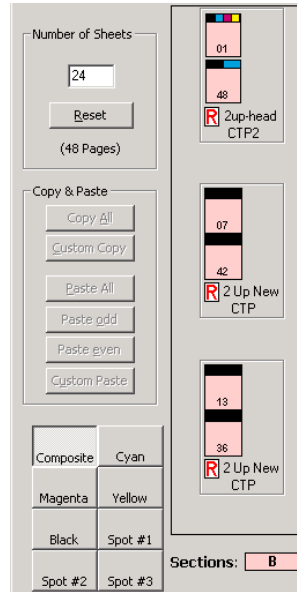 Number of Sheets
24
Reset
(48 Pages)
Copy & Paste
Copy All
Custom Copy
Paste All
Paste odd
Paste even
Custom Paste
Composite Cyan
Magenta Yellow
Black Spot #1
Spot #2 Spot #3
01
48
R 2up-head
CTP2
07
42
R 2 Up New
CTP
13
36
R 2 Up New
CTP
Sections: B